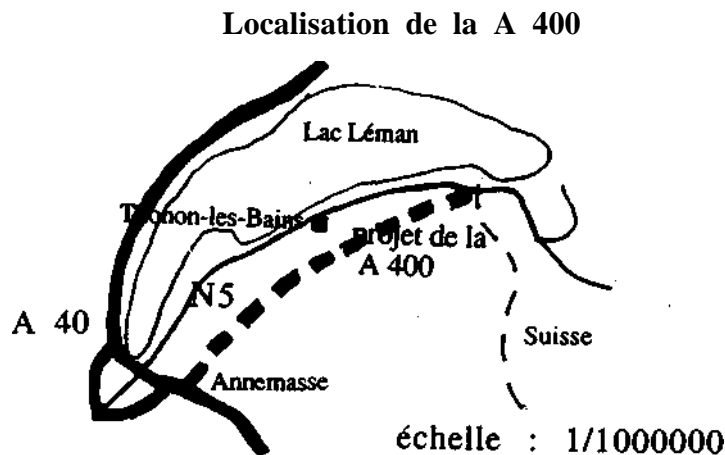 Localisation de la A 400
Lac Léman
Thonon-les-Bains
projet de la
A 400
N5
A 40
Suisse
Annemasse
échelle : 1/1000000